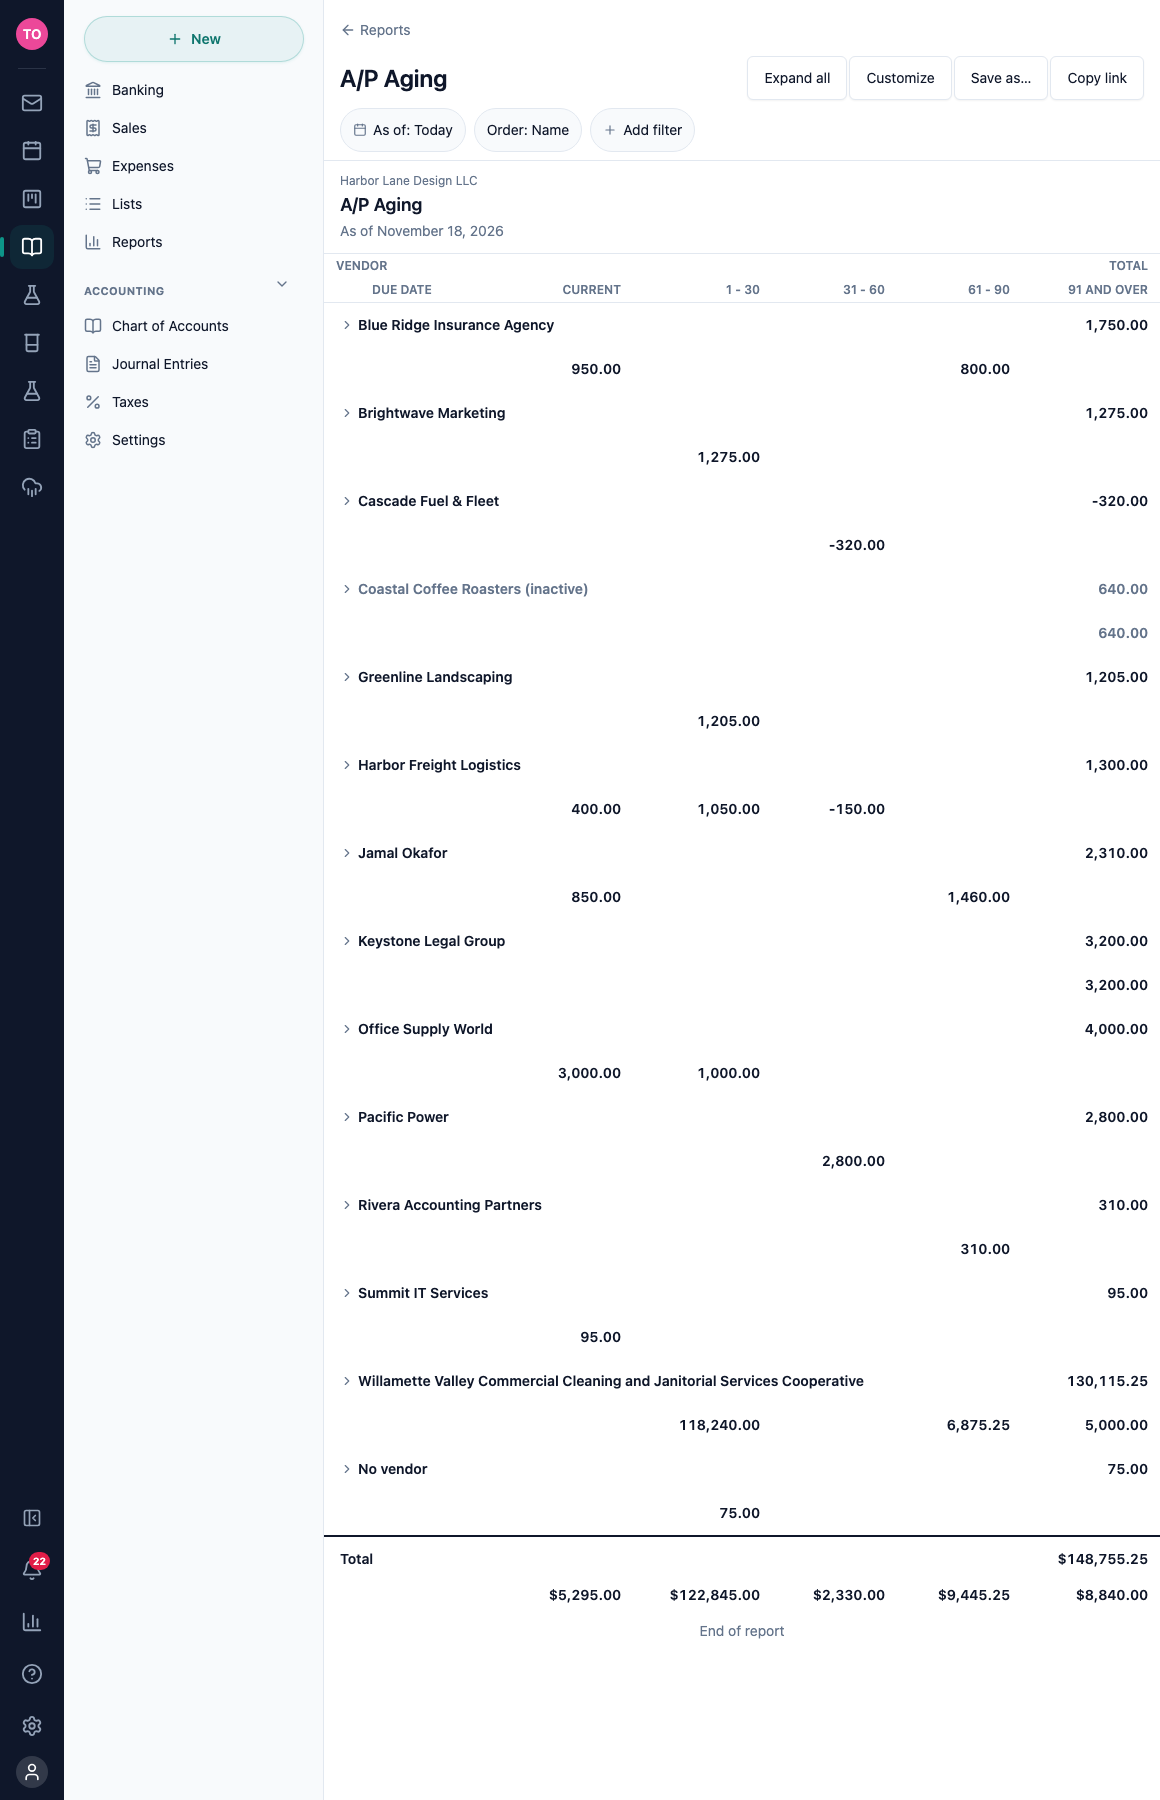 TO
New
Banking
Sales
Expenses
Lists
Reports
ACCOUNTING
Chart of Accounts
Journal Entries
Taxes
Settings
22
Reports
A/P Aging
Expand all
Customize
Save as...
Copy link
As of: Today
Order: Name
Add filter
Harbor Lane Design LLC
A/P Aging
As of November 18, 2026
VENDOR TOTAL
DUE DATE CURRENT 1 - 30 31 - 60 61 - 90 91 AND OVER
Blue Ridge Insurance Agency 1,750.00
950.00 800.00
Brightwave Marketing 1,275.00
1,275.00
Cascade Fuel & Fleet -320.00
-320.00
Coastal Coffee Roasters (inactive) 640.00
640.00
Greenline Landscaping 1,205.00
1,205.00
Harbor Freight Logistics 1,300.00
400.00 1,050.00 -150.00
Jamal Okafor 2,310.00
850.00 1,460.00
Keystone Legal Group 3,200.00
3,200.00
Office Supply World 4,000.00
3,000.00 1,000.00
Pacific Power 2,800.00
2,800.00
Rivera Accounting Partners 310.00
310.00
Summit IT Services 95.00
95.00
Willamette Valley Commercial Cleaning and Janitorial Services Cooperative 130,115.25
118,240.00 6,875.25 5,000.00
No vendor 75.00
75.00
Total $148,755.25
$5,295.00 $122,845.00 $2,330.00 $9,445.25 $8,840.00
End of report